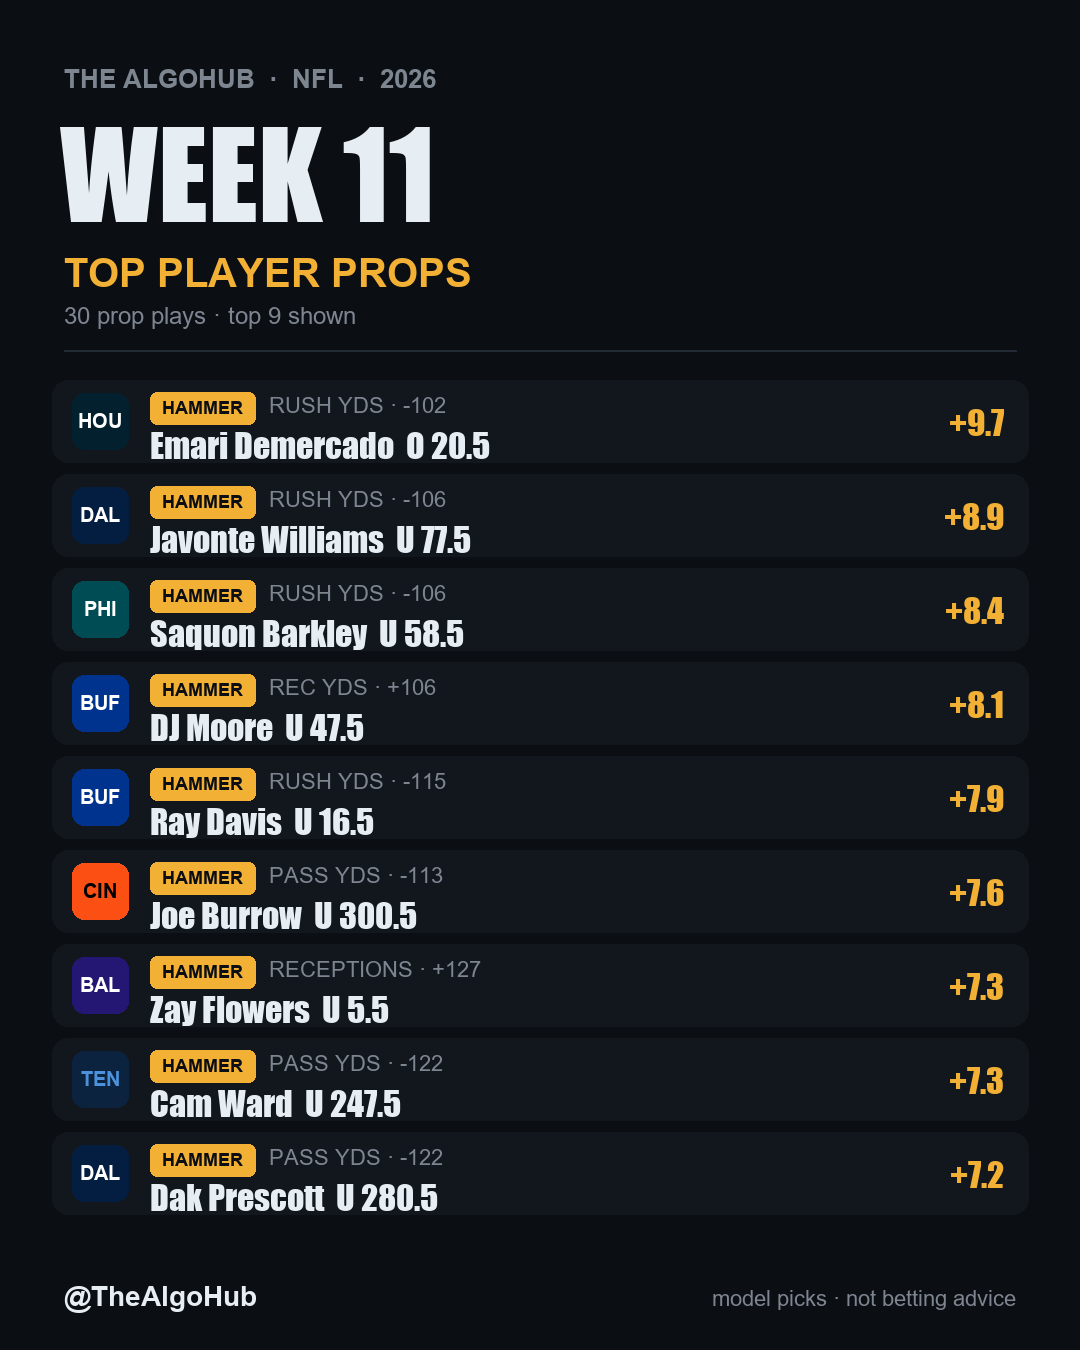 THE ALGOHUB · NFL · 2026
WEEK 11
TOP PLAYER PROPS
30 prop plays · top 9 shown
HOU
HAMMER RUSH YDS · -102
Emari Demercado O 20.5
+9.7
DAL
HAMMER RUSH YDS · -106
Javonte Williams U 77.5
+8.9
PHI
HAMMER RUSH YDS · -106
Saquon Barkley U 58.5
+8.4
BUF
HAMMER REC YDS · +106
DJ Moore U 47.5
+8.1
BUF
HAMMER RUSH YDS · -115
Ray Davis U 16.5
+7.9
CIN
HAMMER PASS YDS · -113
Joe Burrow U 300.5
+7.6
BAL
HAMMER RECEPTIONS · +127
Zay Flowers U 5.5
+7.3
TEN
HAMMER PASS YDS · -122
Cam Ward U 247.5
+7.3
DAL
HAMMER PASS YDS · -122
Dak Prescott U 280.5
+7.2
@TheAlgoHub
model picks · not betting advice